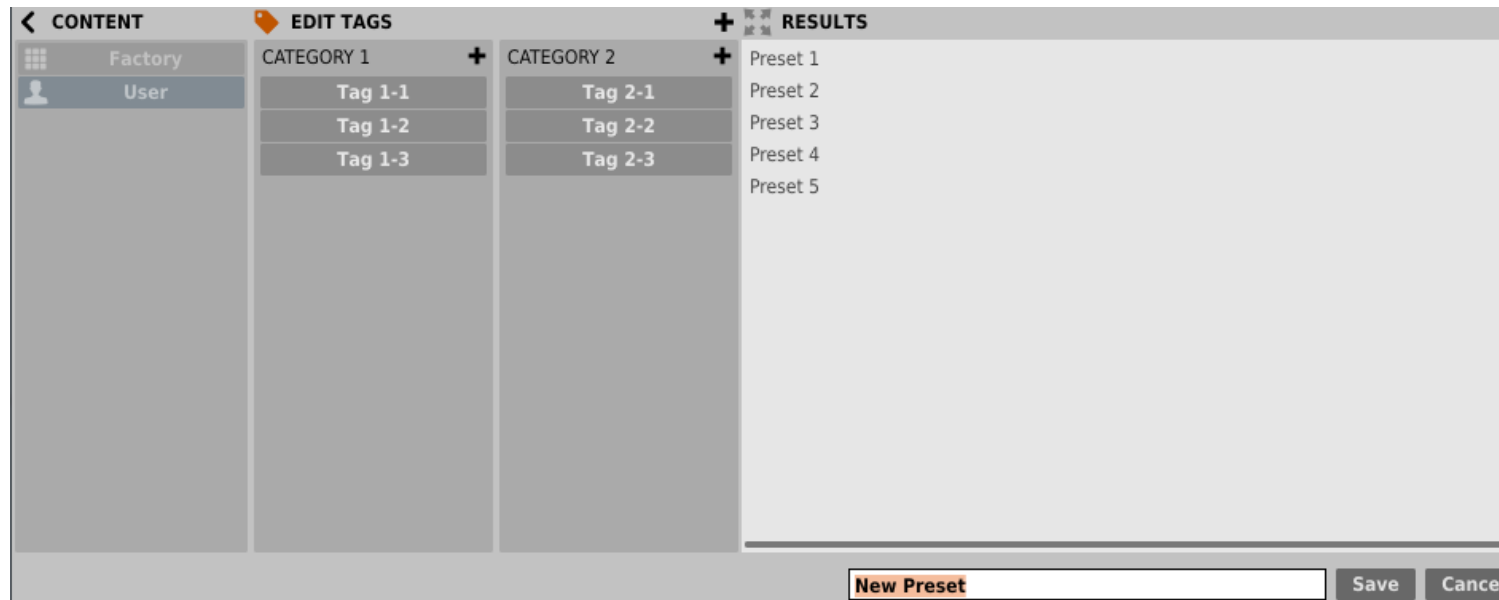 CONTENT
EDIT TAGS
RESULTS
Factory
User
CATEGORY 1
Tag 1-1
Tag 1-2
Tag 1-3
CATEGORY 2
Tag 2-1
Tag 2-2
Tag 2-3
Preset 1
Preset 2
Preset 3
Preset 4
Preset 5
New Preset
Save
Cance